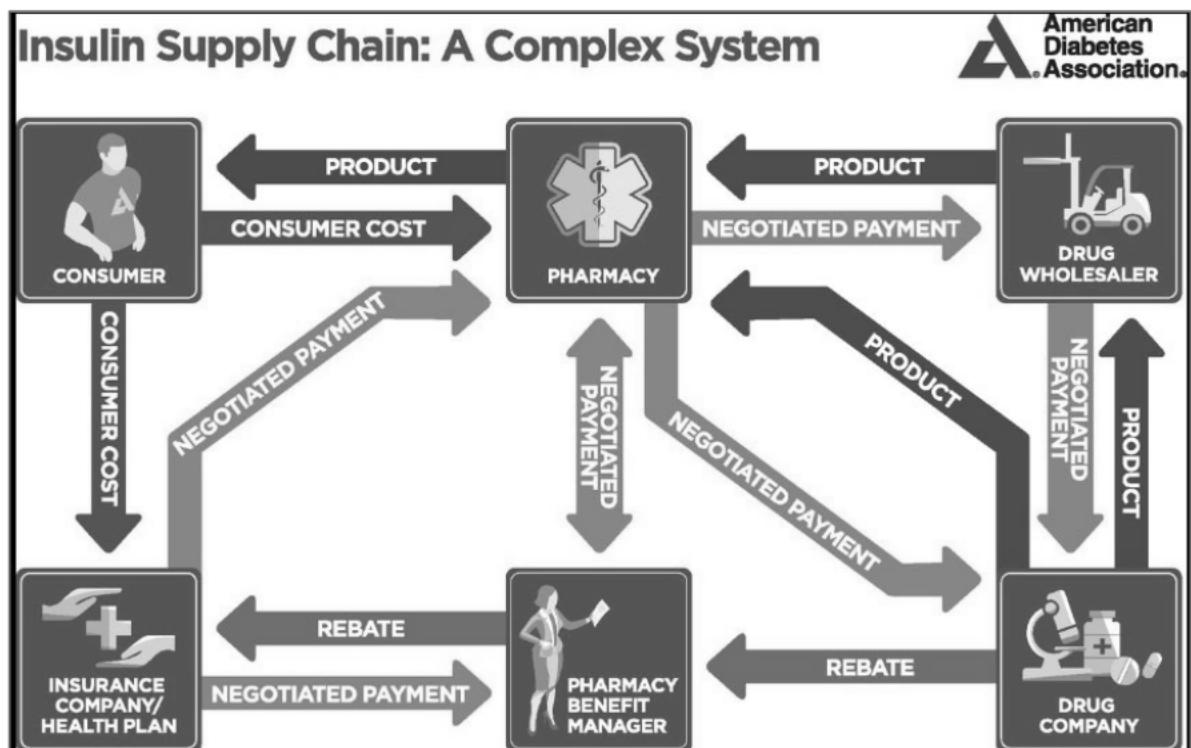 Insulin Supply Chain: A Complex System
American
Diabetes
Association®
PRODUCT
PRODUCT
CONSUMER COST
NEGOTIATED PAYMENT
CONSUMER
PHARMACY
DRUG
WHOLESALER
CONSUMER COST
NEGOTIATED PAYMENT
NEGOTIATED
PAYMENT
NEGOTIATED PAYMENT
PRODUCT
NEGOTIATED
PAYMENT
PRODUCT
REBATE
REBATE
NEGOTIATED PAYMENT
INSURANCE
COMPANY/
HEALTH PLAN
PHARMACY
BENEFIT
MANAGER
DRUG
COMPANY